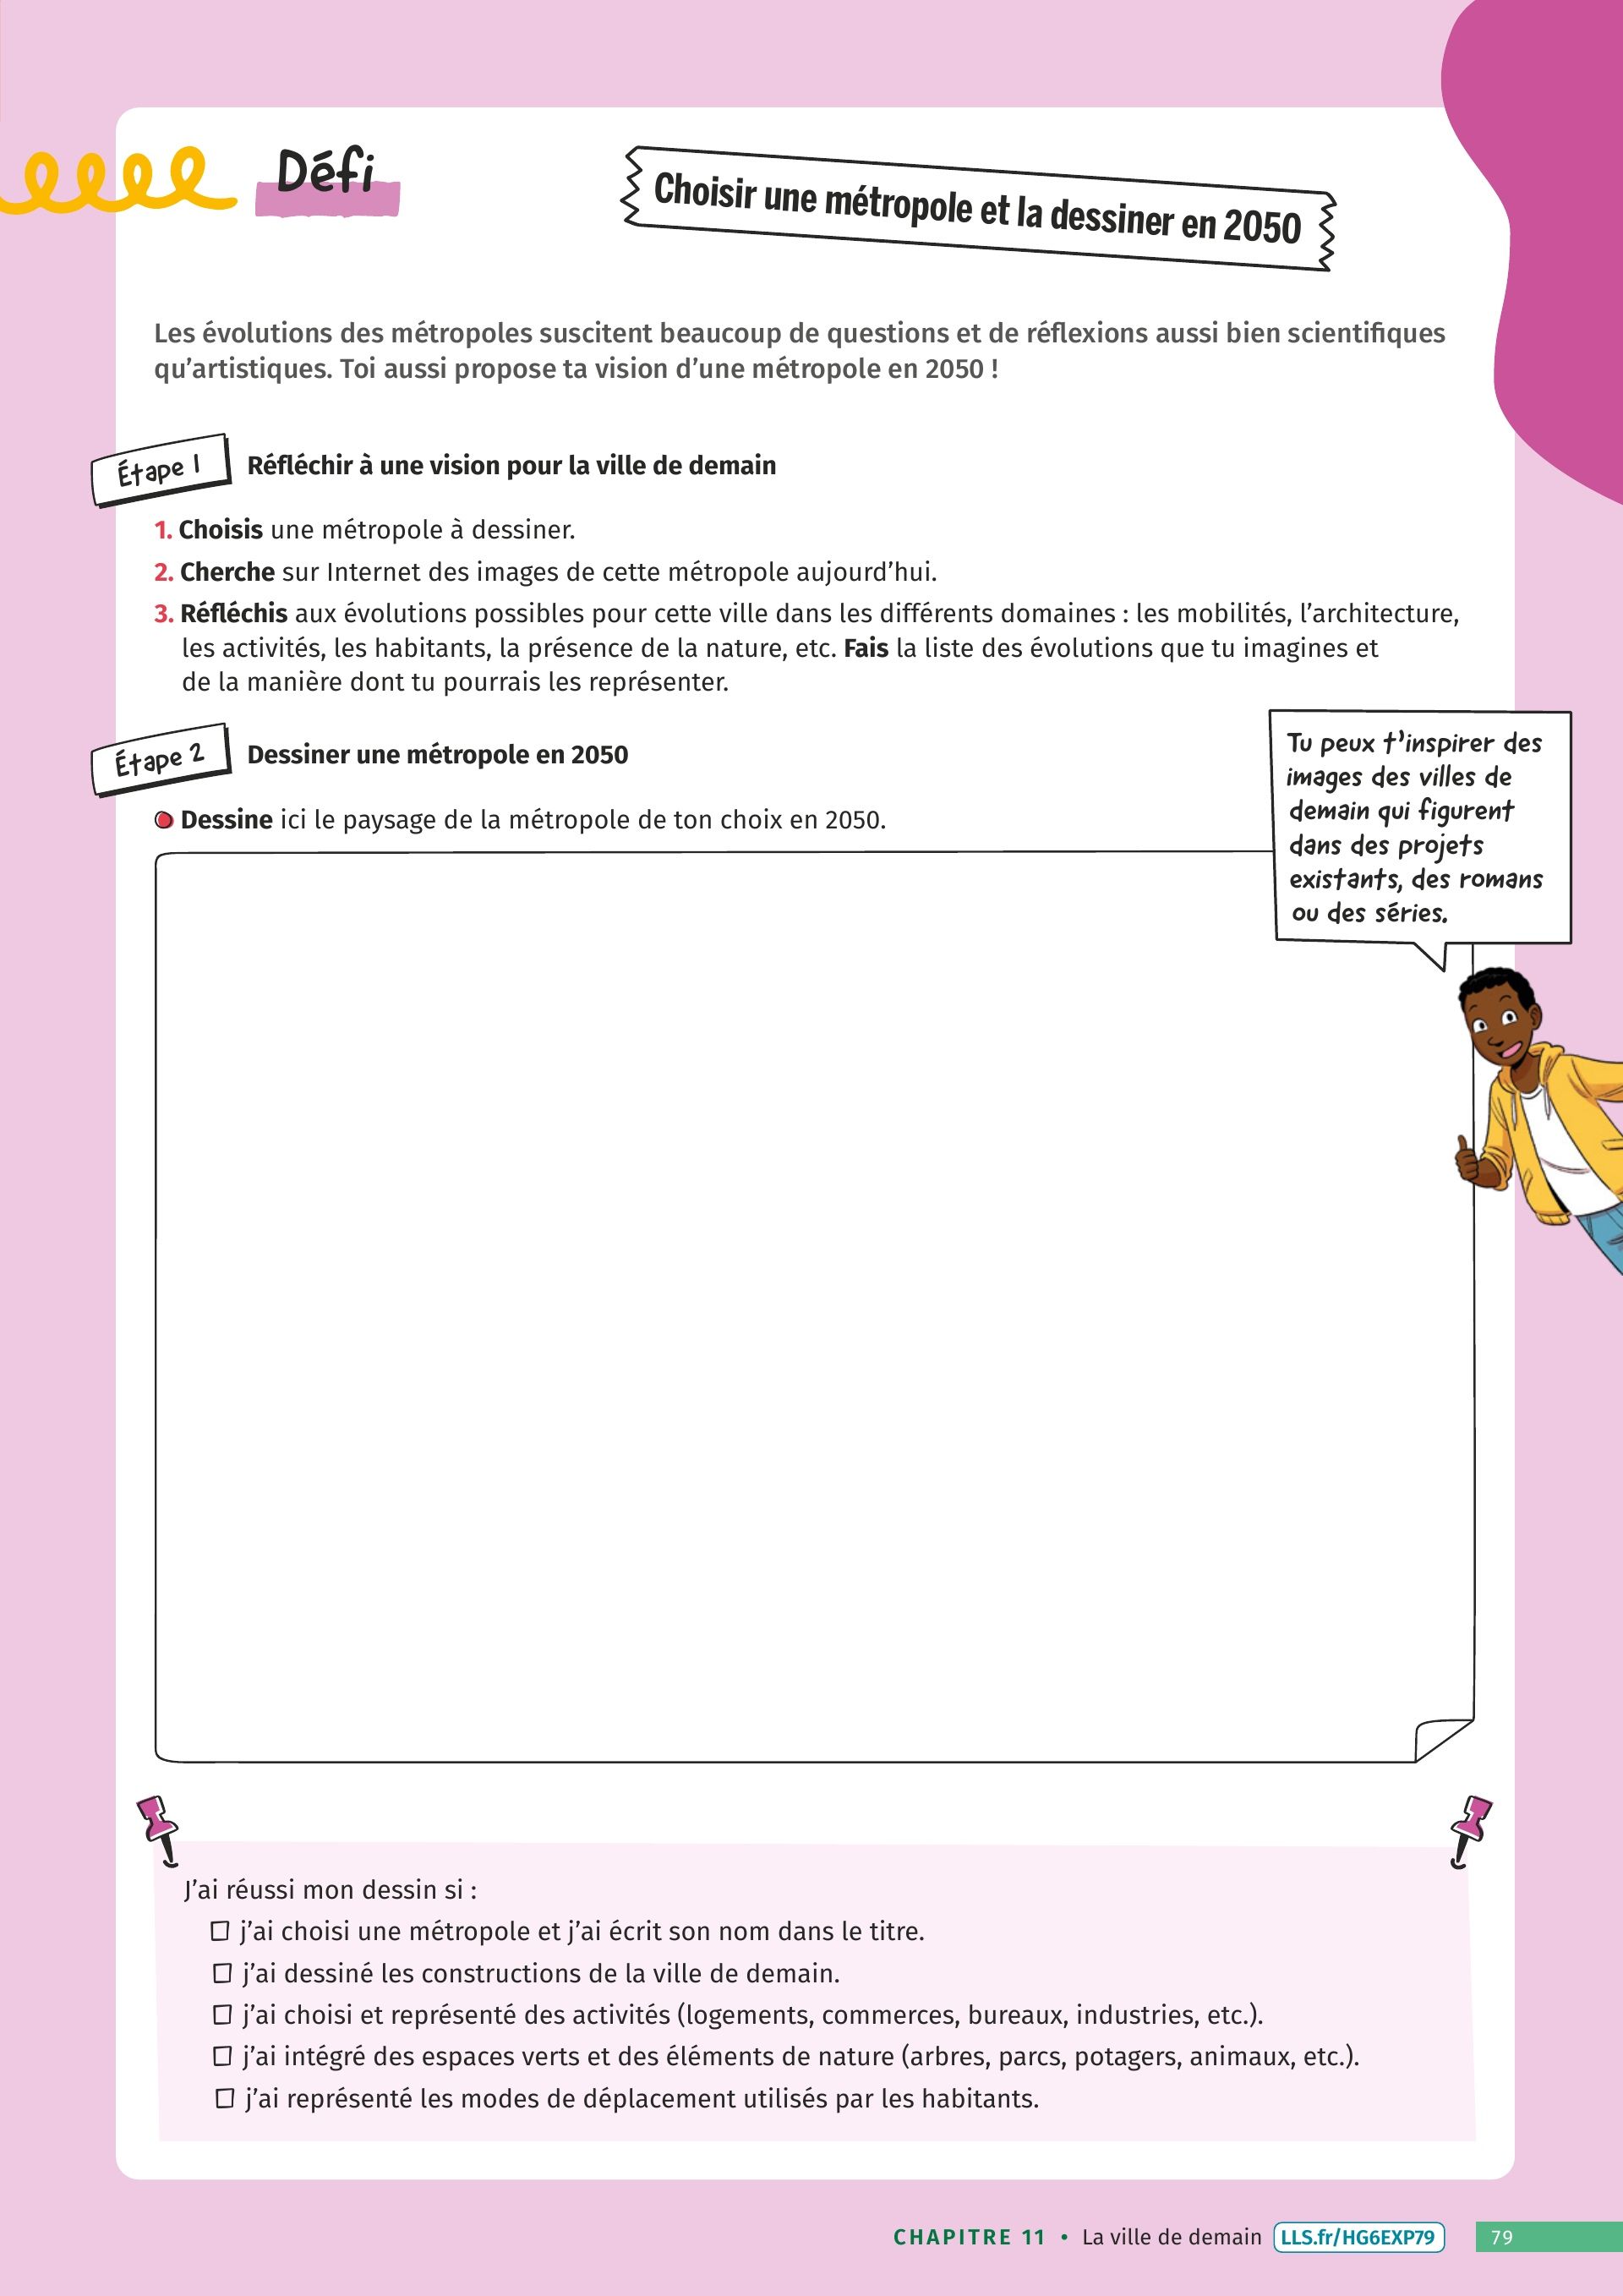 Défi
Choisir une métropole et la dessiner en 2050
Les évolutions des métropoles suscitent beaucoup de questions et de réflexions aussi bien scientifiques
qu’artistiques. Toi aussi propose ta vision d’une métropole en 2050 !
Étape 1
Réfléchir à une vision pour la ville de demain
1. Choisis une métropole à dessiner.
2. Cherche sur Internet des images de cette métropole aujourd’hui.
3. Réfléchis aux évolutions possibles pour cette ville dans les différents domaines : les mobilités, l’architecture,
les activités, les habitants, la présence de la nature, etc. Fais la liste des évolutions que tu imagines et
de la manière dont tu pourrais les représenter.
Étape 2
Dessiner une métropole en 2050
Dessine ici le paysage de la métropole de ton choix en 2050.
Tu peux t’inspirer des
images des villes de
demain qui figurent
dans des projets
existants, des romans
ou des séries.
J’ai réussi mon dessin si :
j’ai choisi une métropole et j’ai écrit son nom dans le titre.
j’ai dessiné les constructions de la ville de demain.
j’ai choisi et représenté des activités (logements, commerces, bureaux, industries, etc.).
j’ai intégré des espaces verts et des éléments de nature (arbres, parcs, potagers, animaux, etc.).
j’ai représenté les modes de déplacement utilisés par les habitants.
CHAPITRE 11 • La ville de demain LLS.fr/HG6EXP79 79